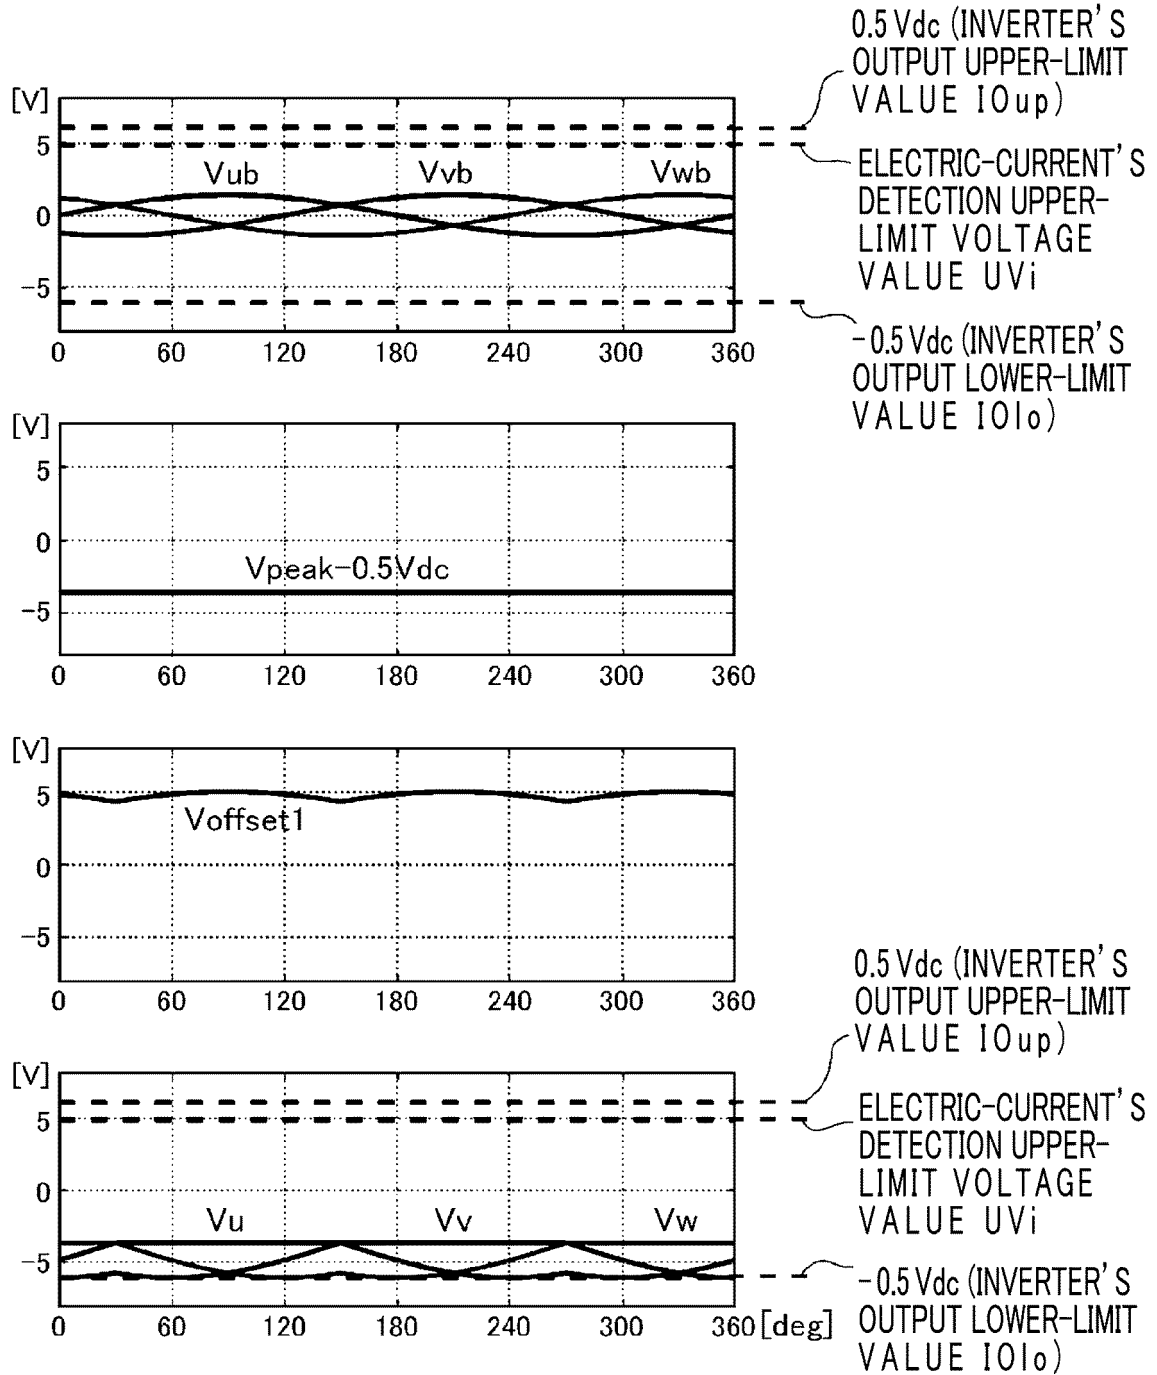 0.5 Vdc (INVERTER'S
OUTPUT UPPER-LIMIT
VALUE IOup)
[V]
5
0
-5
Vub Vvb Vwb
ELECTRIC-CURRENT'S
DETECTION UPPER-
LIMIT VOLTAGE
VALUE UVi
0 60 120 180 240 300 360
-0.5 Vdc (INVERTER'S
OUTPUT LOWER-LIMIT
VALUE IOlo)
[V]
5
0
Vpeak-0.5Vdc
-5
0 60 120 180 240 300 360
[V]
5
Voffset1
0
-5
0 60 120 180 240 300 360
0.5 Vdc (INVERTER'S
OUTPUT UPPER-LIMIT
VALUE IOup)
[V]
5
0
ELECTRIC-CURRENT'S
DETECTION UPPER-
LIMIT VOLTAGE
VALUE UVi
Vu Vv Vw
-5
0 60 120 180 240 300 360 [deg]
-0.5 Vdc (INVERTER'S
OUTPUT LOWER-LIMIT
VALUE IOlo)